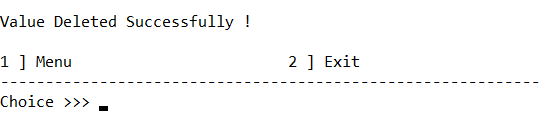 Value Deleted Successfully !
1 ] Menu                        2 ] Exit
------------------------------------------------------------
Choice >>> _